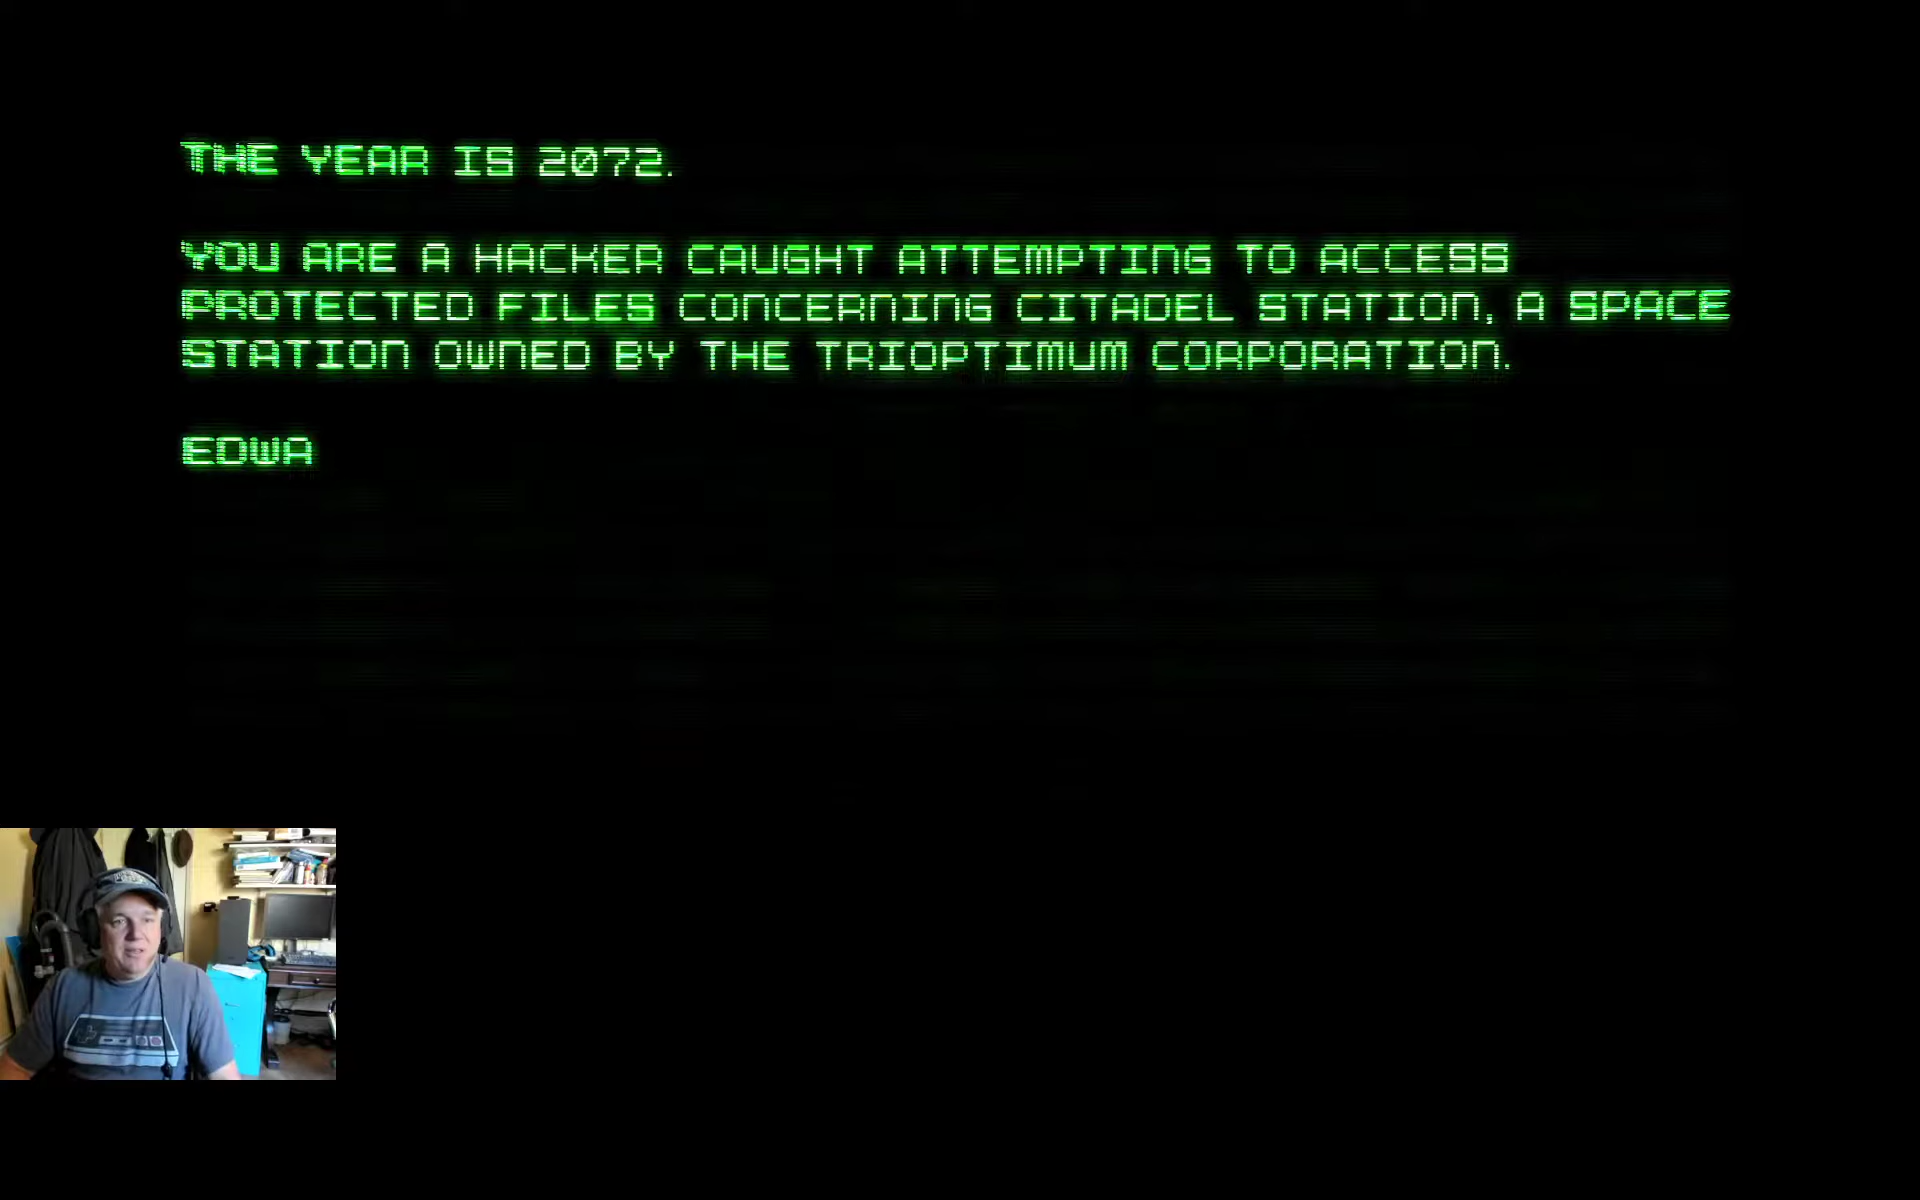 THE YEAR IS 2072.
YOU ARE A HACKER CAUGHT ATTEMPTING TO ACCESS
PROTECTED FILES CONCERNING CITADEL STATION, A SPACE
STATION OWNED BY THE TRIOPTIMUM CORPORATION.
EDWA